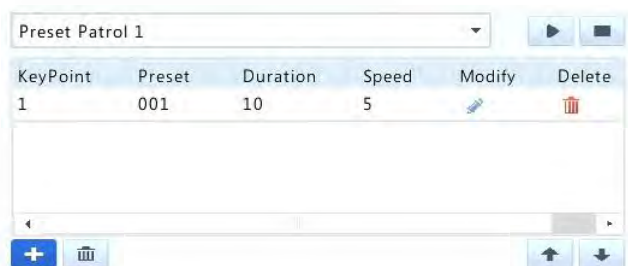 Preset Patrol 1
KeyPoint Preset Duration Speed Modify Delete
1 001 10 5